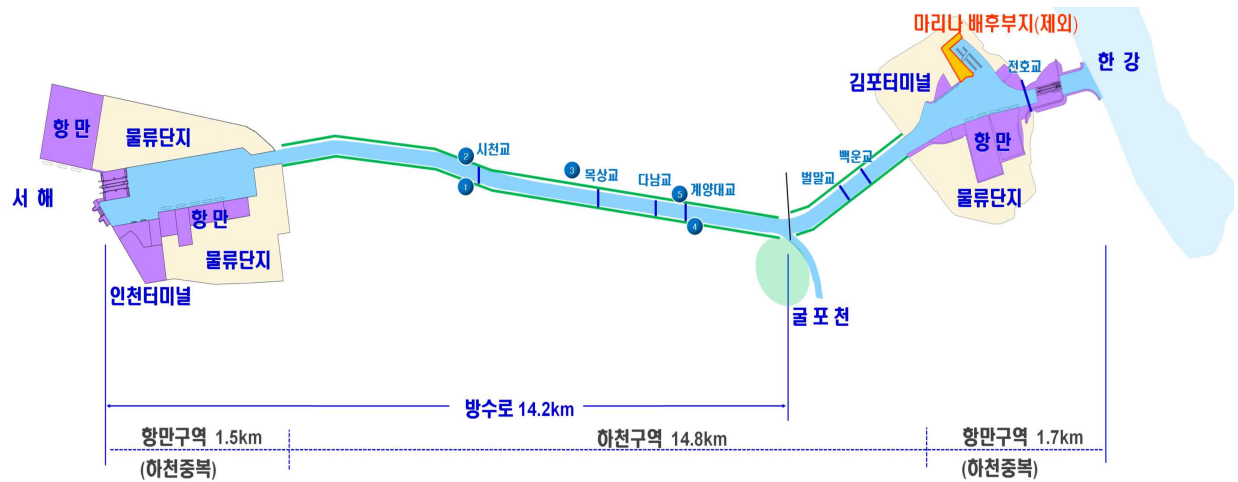 마리나 배후부지(제외)
한 강
전호교
김포터미널
항 만
물류단지
서 해
항 만
물류단지
인천터미널
② 시천교
①
③
목상교
다남교
⑤ 계양대교
④
벌말교
백운교
항 만
물류단지
굴 포 천
방수로 14.2km
항만구역 1.5km
(하천중복)
하천구역 14.8km
항만구역 1.7km
(하천중복)